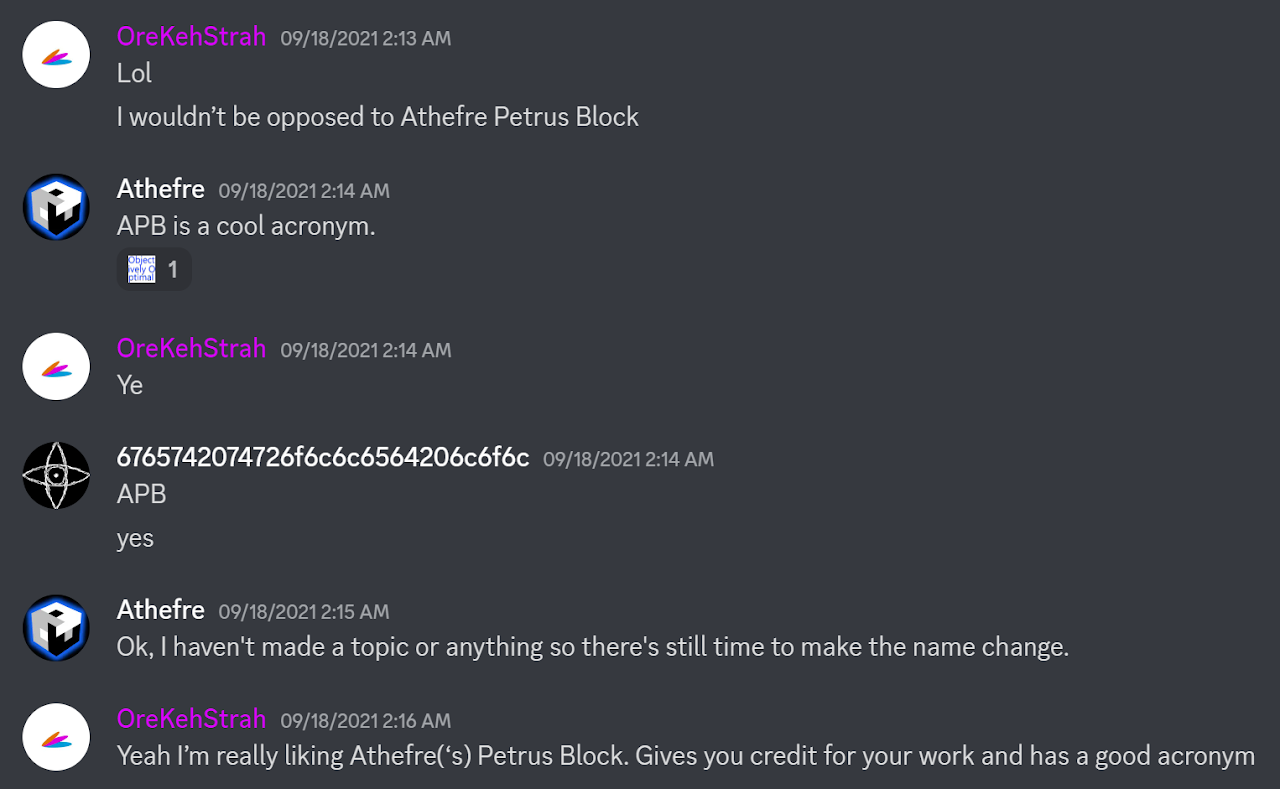 OreKehStrah 09/18/2021 2:13 AM
Lol
I wouldn’t be opposed to Athefre Petrus Block
Athefre 09/18/2021 2:14 AM
APB is a cool acronym.
Object
ively O
ptimal
1
OreKehStrah 09/18/2021 2:14 AM
Ye
6765742074726f6c6c6564206c6f6c 09/18/2021 2:14 AM
APB
yes
Athefre 09/18/2021 2:15 AM
Ok, I haven't made a topic or anything so there's still time to make the name change.
OreKehStrah 09/18/2021 2:16 AM
Yeah I’m really liking Athefre(‘s) Petrus Block. Gives you credit for your work and has a good acronym